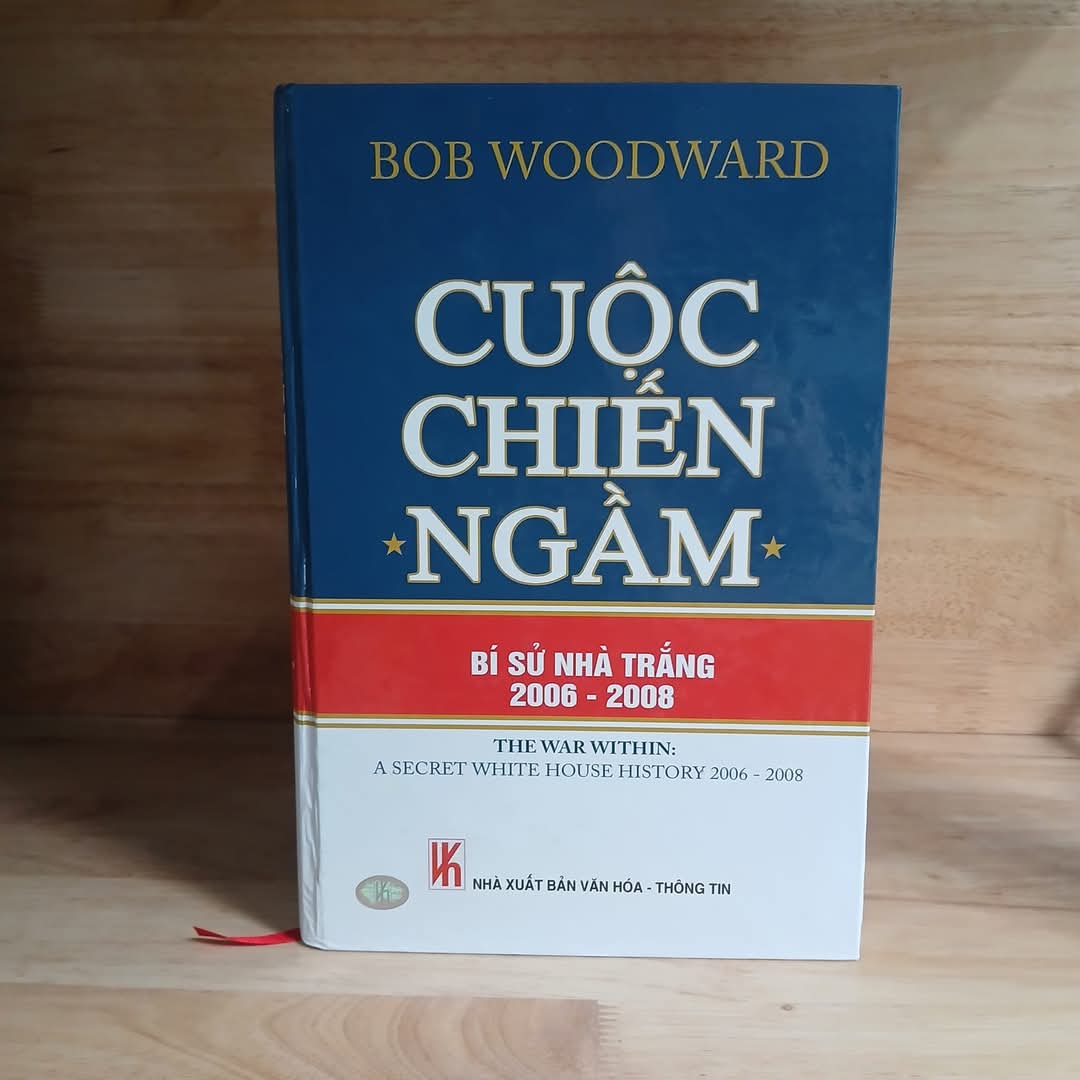 BOB WOODWARD
CUỘC
CHIẾN
NGẦM
BÍ SỬ NHÀ TRẮNG
2006 - 2008
THE WAR WITHIN:
A SECRET WHITE HOUSE HISTORY 2006 - 2008
NHÀ XUẤT BẢN VĂN HÓA - THÔNG TIN